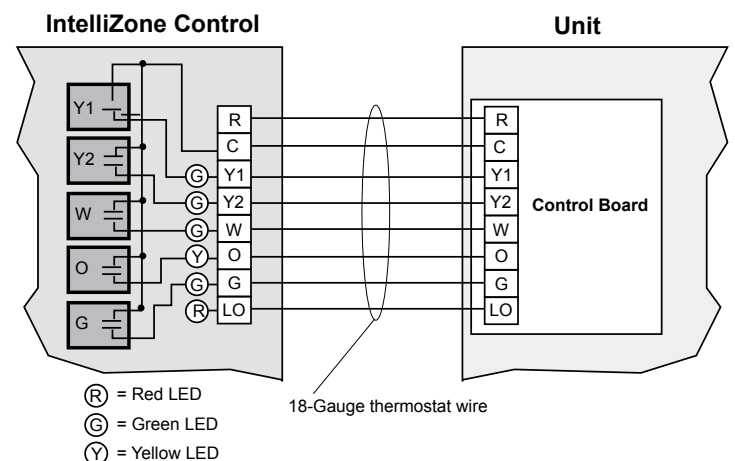 IntelliZone Control
Unit
Y1
Y2
W
O
G
R
C
G Y1
G Y2
G W
Y O
G G
R LO
R
C
Y1
Y2
W
O
G
LO
Control Board
18-Gauge thermostat wire
R = Red LED
G = Green LED
Y = Yellow LED